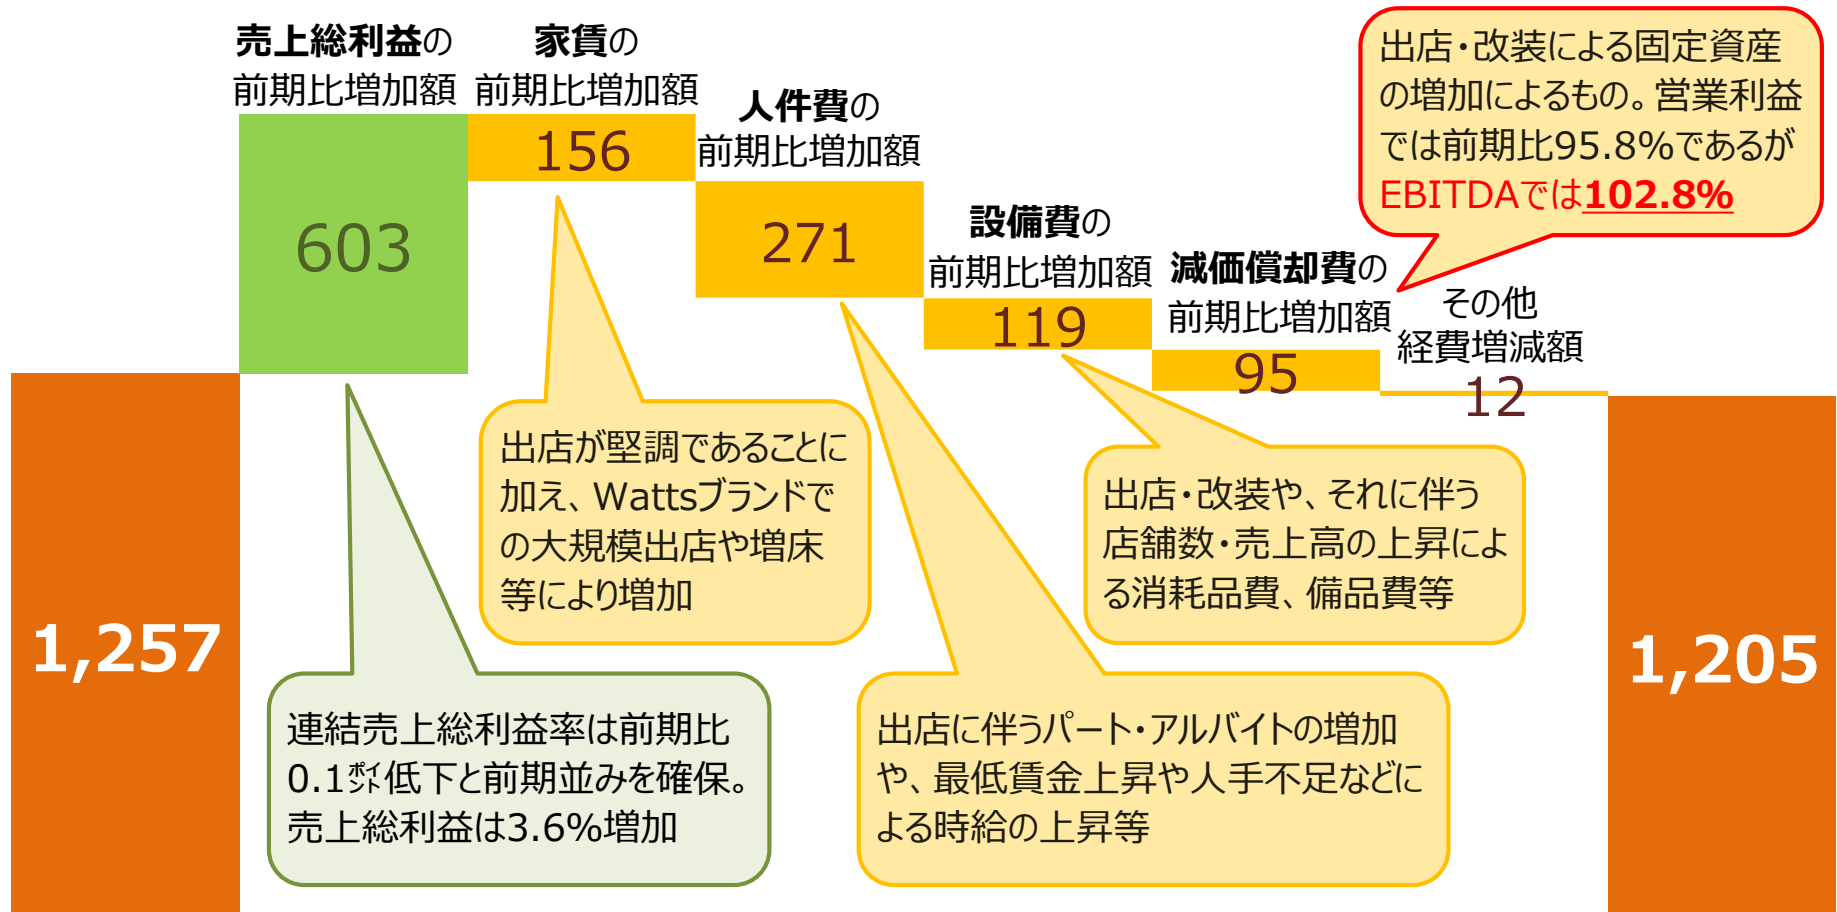 売上総利益の
前期比増加額
家賃の
前期比増加額
人件費の
前期比増加額
設備費の
前期比増加額
減価償却費の
前期比増加額
その他
経費増減額
出店・改装による固定資産
の増加によるもの。営業利益
では前期比95.8%であるが
EBITDAでは102.8%
1,257
603
156
271
119
95
12
1,205
出店が堅調であることに
加え、Wattsブランドで
の大規模出店や増床
等により増加
出店・改装や、それに伴う
店舗数・売上高の上昇によ
る消耗品費、備品費等
連結売上総利益率は前期比
0.1㌽低下と前期並みを確保。
売上総利益は3.6%増加
出店に伴うパート・アルバイトの増加
や、最低賃金上昇や人手不足などに
よる時給の上昇等